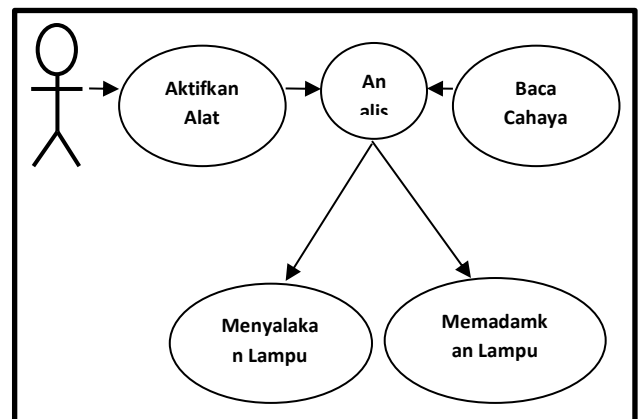 Aktifkan
Alat
An
alis
Baca
Cahaya
Menyalaka
n Lampu
Memadamk
an Lampu